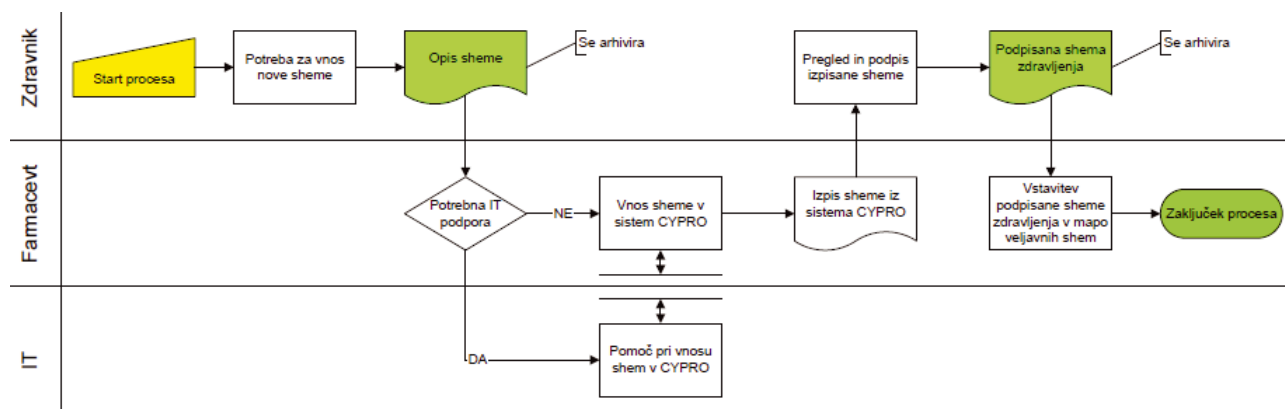 Zdravnik
Start procesa
Potreba za vnos
nove sheme
Opis sheme
Se arhivira
Pregled in podpis
izpisane sheme
Podpisana shema
zdravljenja
Se arhivira
Farmacevt
Potrebna IT
podpora
NE
Vnos sheme v
sistem CYPRO
Izpis sheme iz
sistema CYPRO
Vstavitev
podpisane sheme
zdravljenja v mapo
veljavnih shem
Zaključek procesa
IT
DA
Pomoč pri vnosu
shem v CYPRO